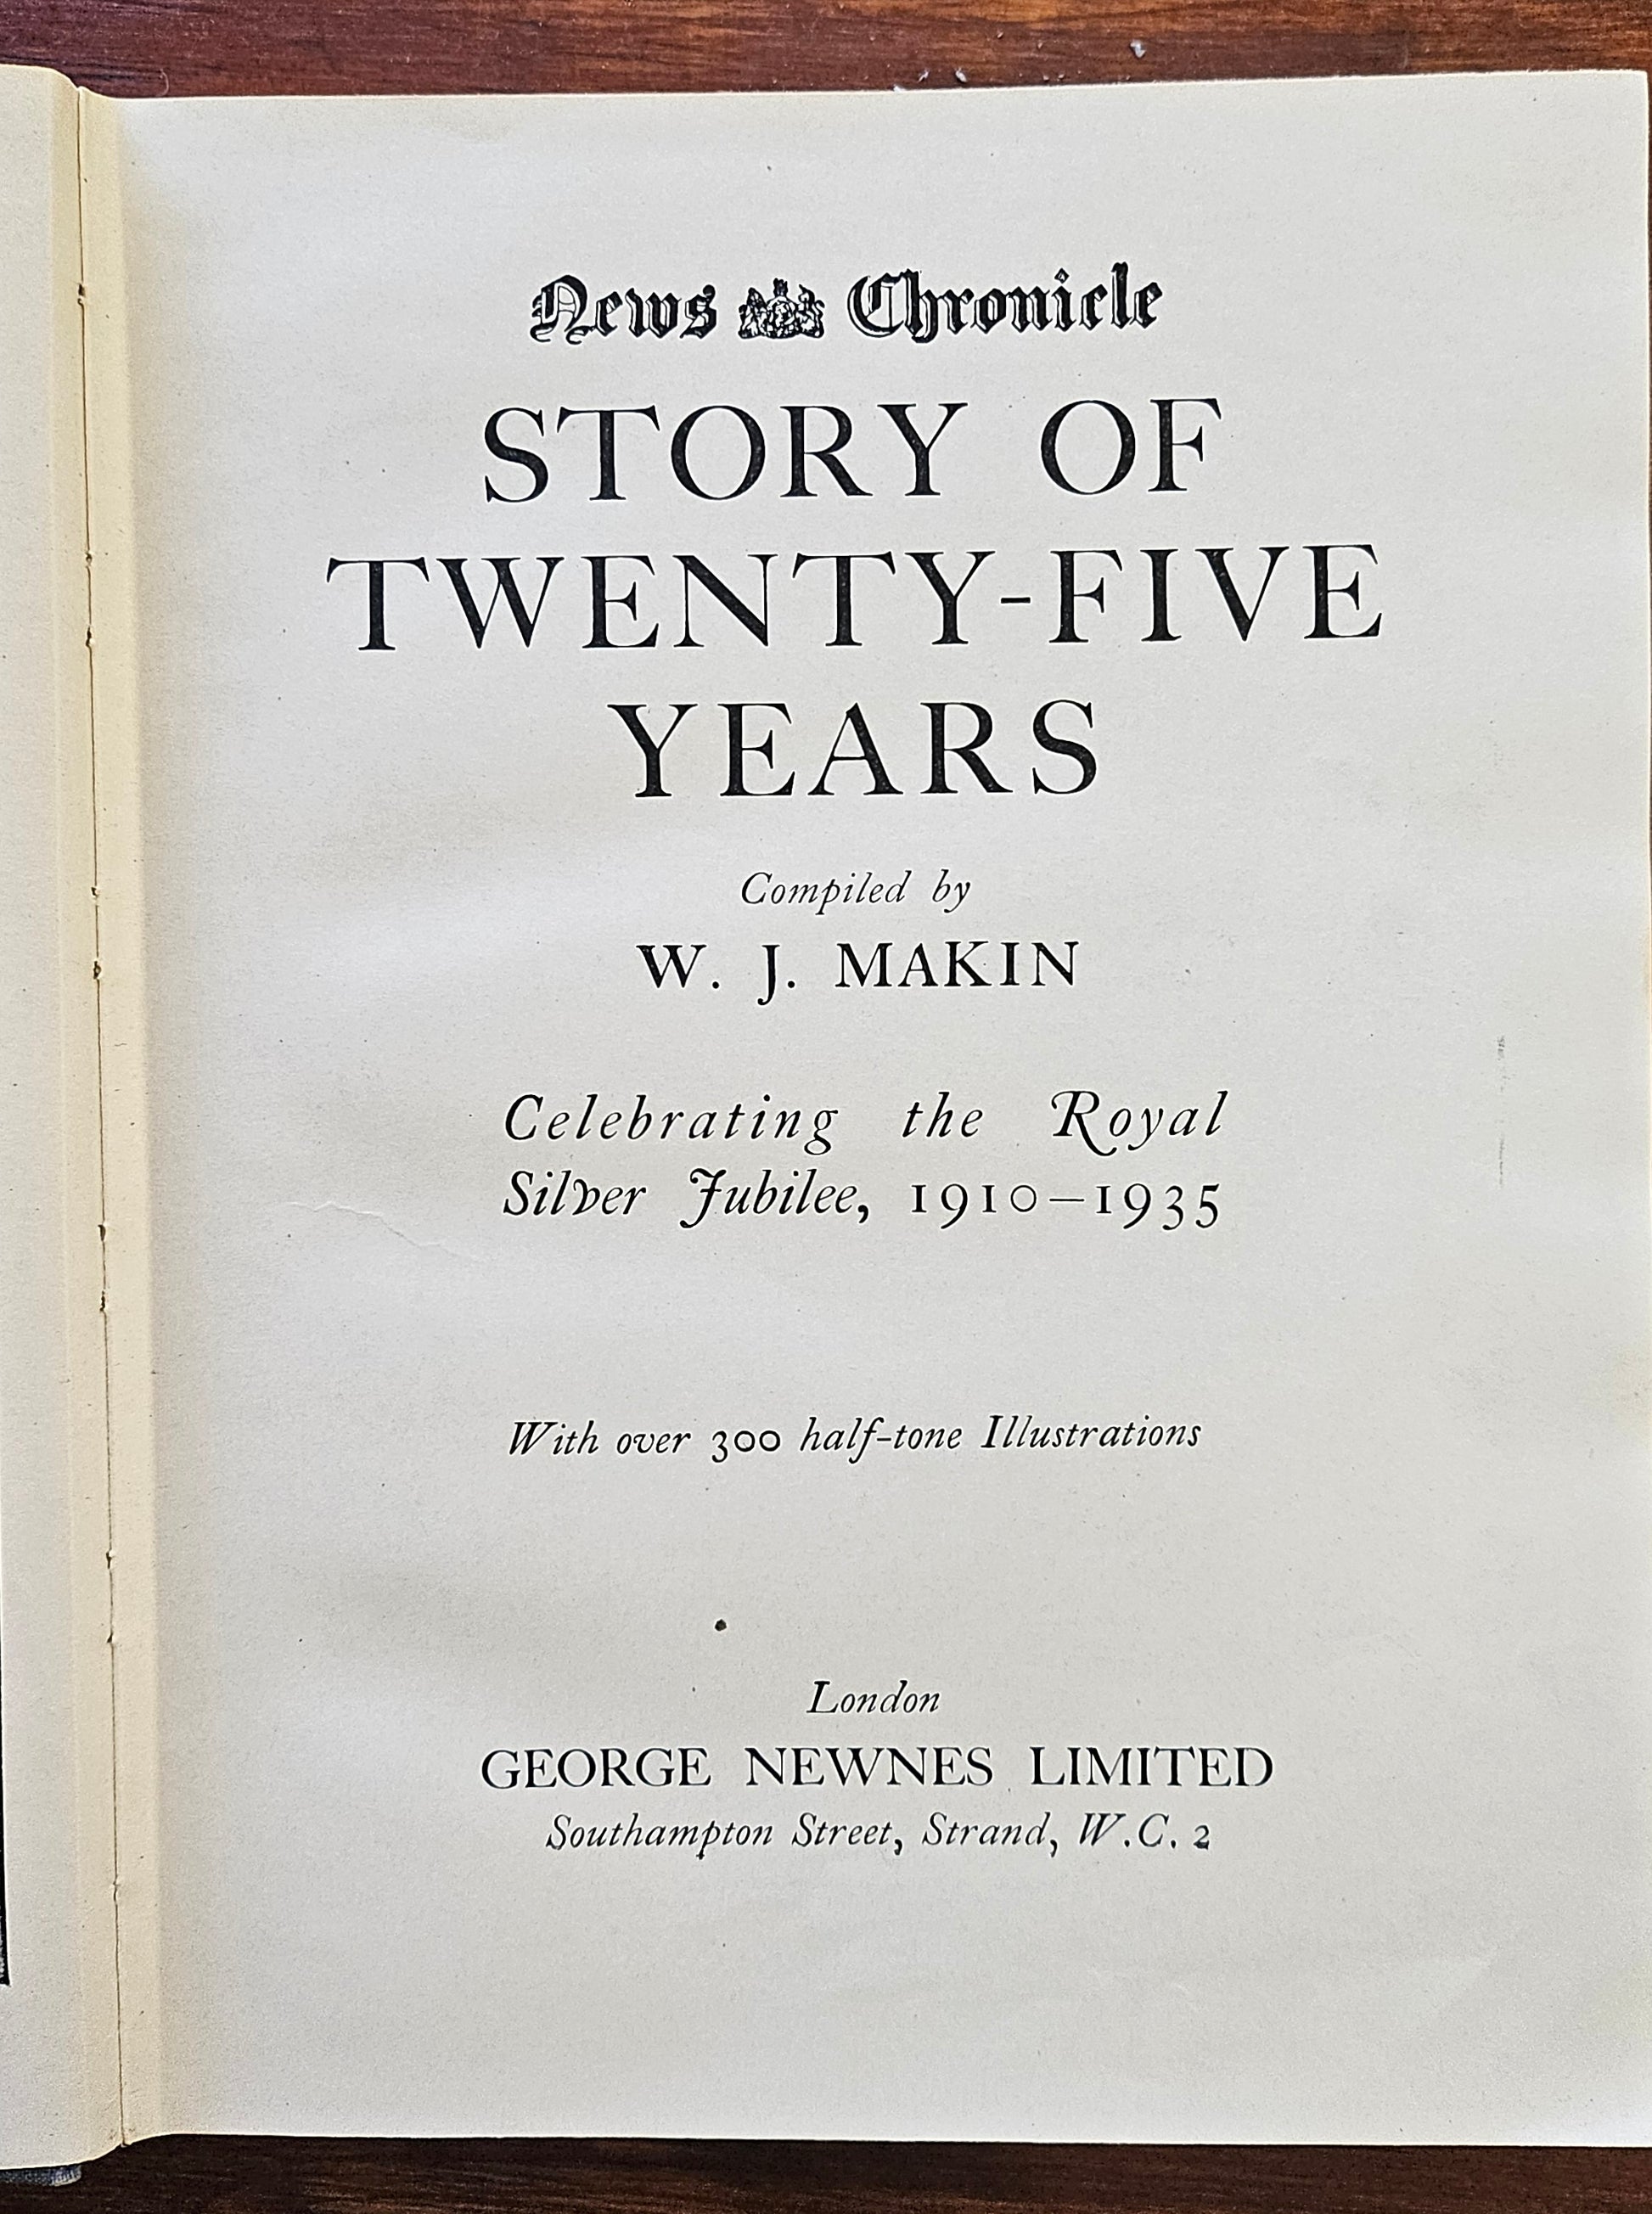 News Chronicle
STORY OF
TWENTY-FIVE
YEARS
Compiled by
W. J. MAKIN
Celebrating the Royal
Silver Jubilee, 1910–1935
With over 300 half-tone Illustrations
London
GEORGE NEWNES LIMITED
Southampton Street, Strand, W.C. 2